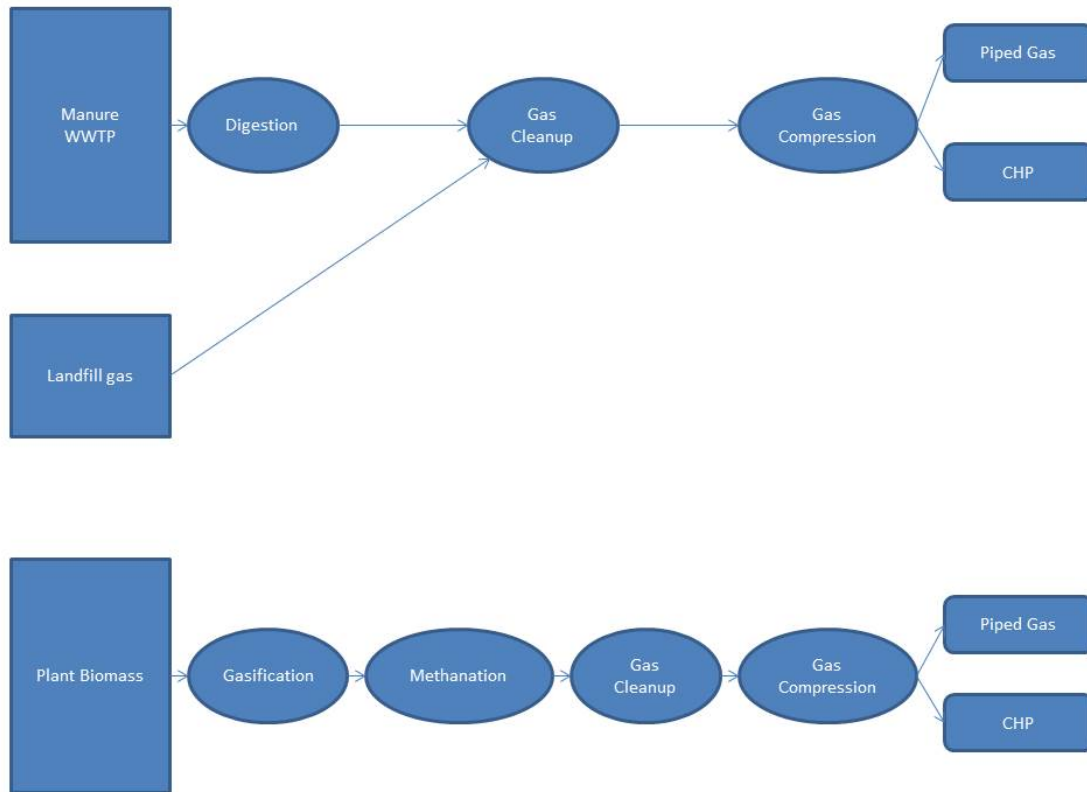 Manure
WWTP
Digestion
Gas
Cleanup
Gas
Compression
Piped Gas
CHP
Landfill gas
Plant Biomass
Gasification
Methanation
Gas
Cleanup
Gas
Compression
Piped Gas
CHP